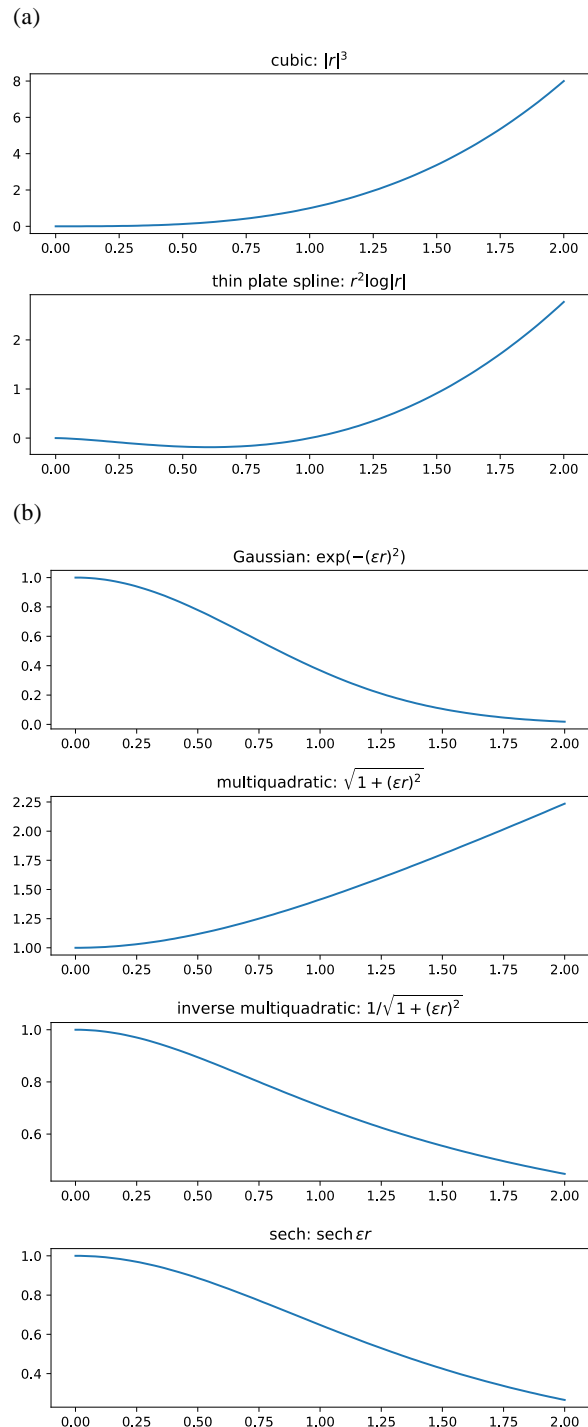 (a)
cubic: |r|³
8
6
4
2
0
0.00 0.25 0.50 0.75 1.00 1.25 1.50 1.75 2.00
thin plate spline: r²log|r|
2
1
0
0.00 0.25 0.50 0.75 1.00 1.25 1.50 1.75 2.00
(b)
Gaussian: exp(−(εr)²)
1.0
0.8
0.6
0.4
0.2
0.0
0.00 0.25 0.50 0.75 1.00 1.25 1.50 1.75 2.00
multiquadratic: √1 + (εr)²
2.25
2.00
1.75
1.50
1.25
1.00
0.00 0.25 0.50 0.75 1.00 1.25 1.50 1.75 2.00
inverse multiquadratic: 1/√1 + (εr)²
1.0
0.8
0.6
0.00 0.25 0.50 0.75 1.00 1.25 1.50 1.75 2.00
sech: sech εr
1.0
0.8
0.6
0.4
0.00 0.25 0.50 0.75 1.00 1.25 1.50 1.75 2.00